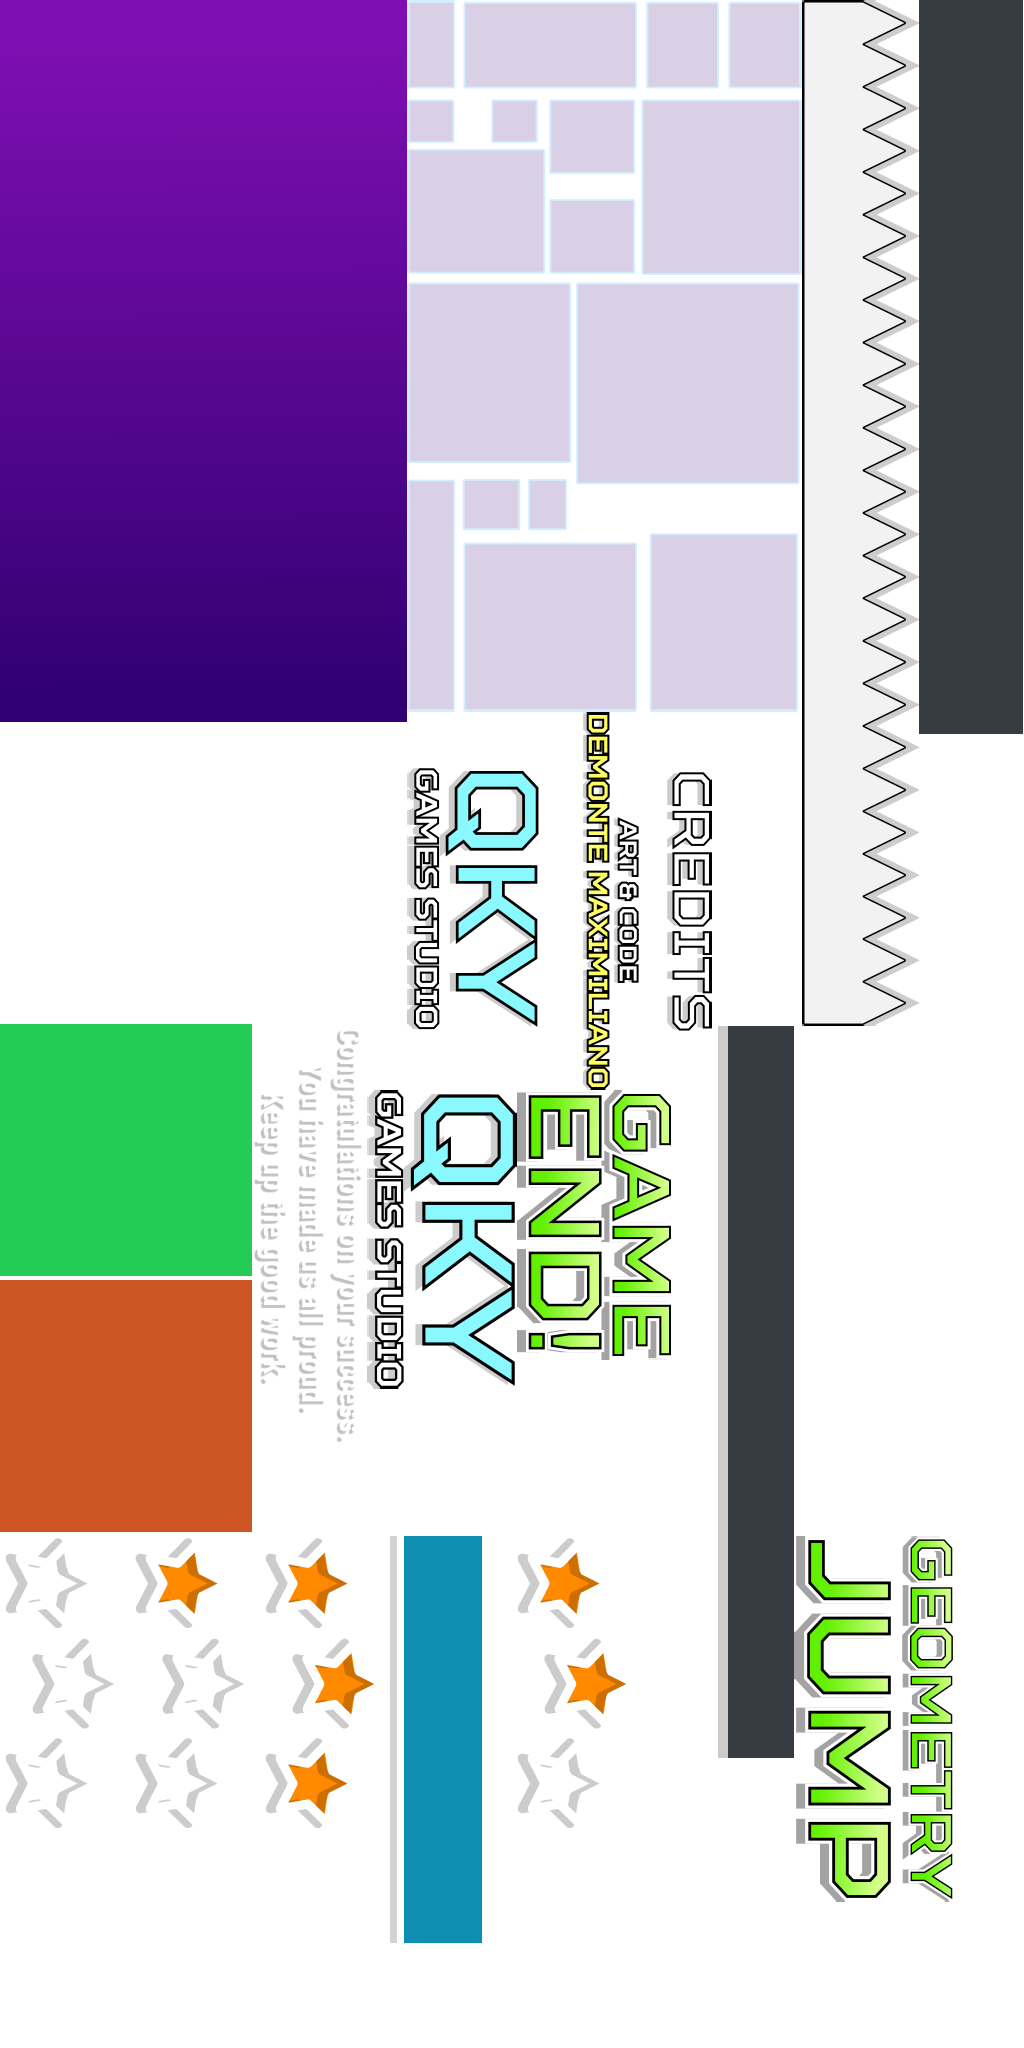 CREDITS
ART & CODE
DEMONTE MAXIMILIANO
QKY
GAMES STUDIO
GAME
END!
QKY
GAMES STUDIO
Congratulations on your success.
You have made us all proud.
Keep up the good work.
GEOMETRY
JUMP